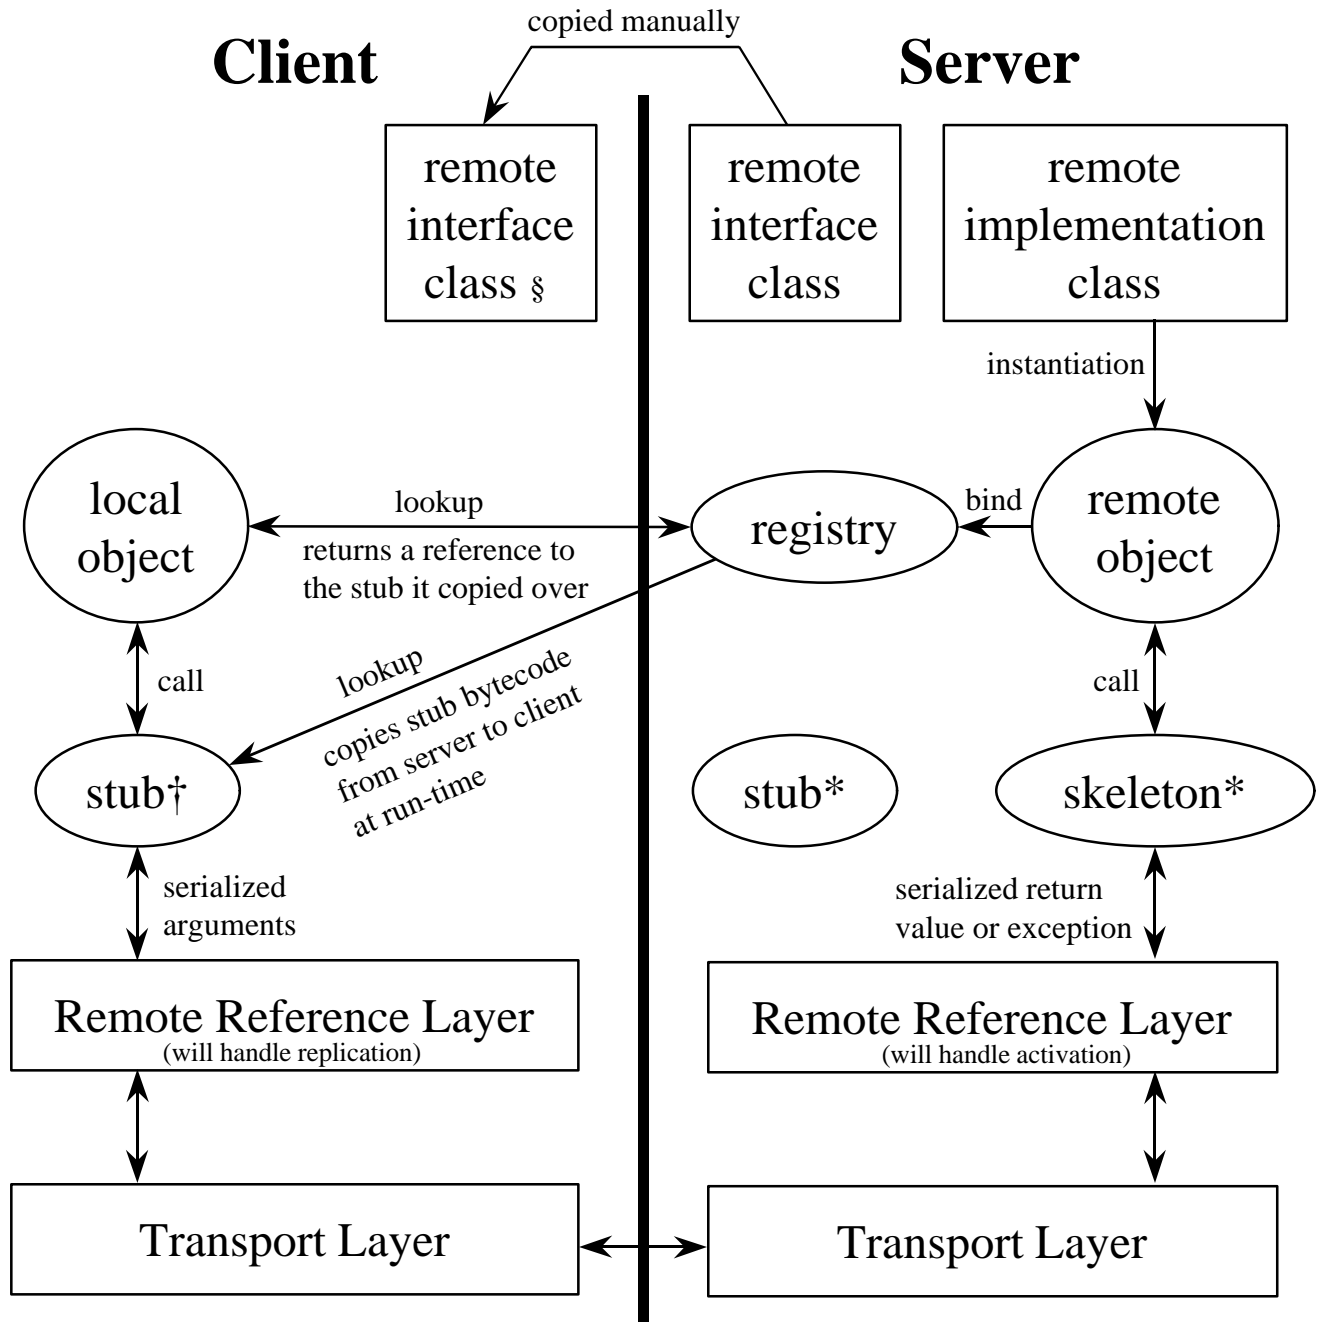 copied manually
Client
Server
remote
interface
class §
remote
interface
class
remote
implementation
class
instantiation
local
object
lookup
returns a reference to
the stub it copied over
registry
bind
remote
object
call
lookup
copies stub bytecode
from server to client
at run-time
call
stub†
stub*
skeleton*
serialized
arguments
serialized return
value or exception
Remote Reference Layer
(will handle replication)
Remote Reference Layer
(will handle activation)
Transport Layer
Transport Layer